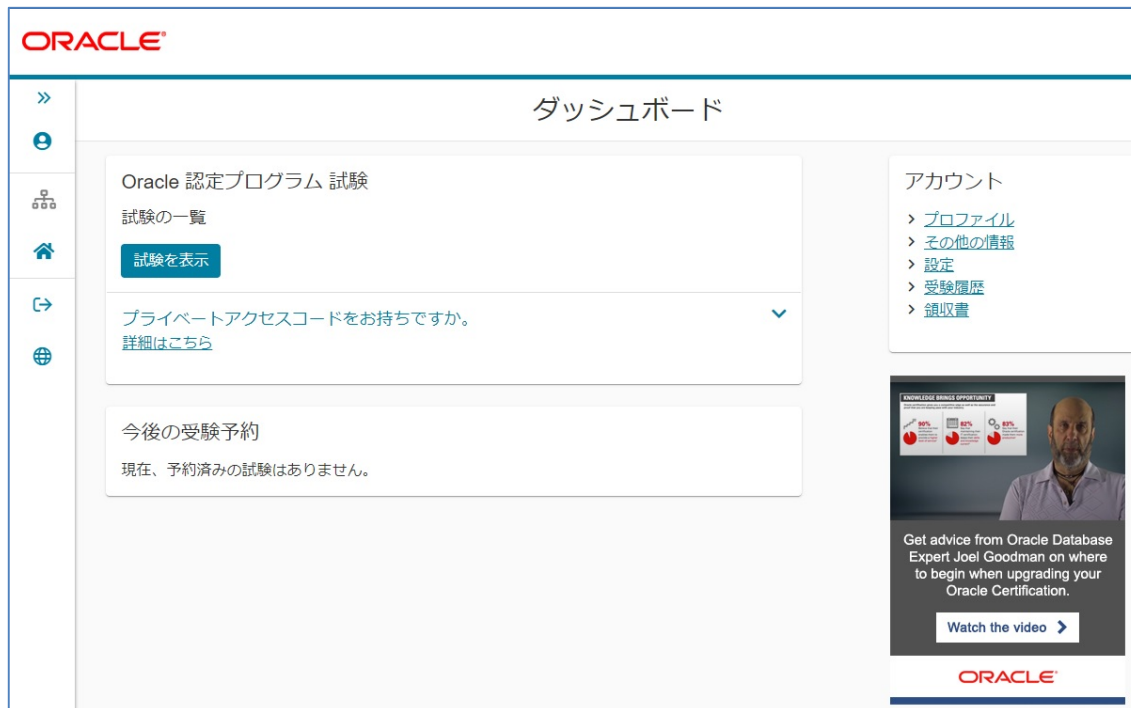 ORACLE
ダッシュボード
Oracle 認定プログラム 試験
試験の一覧
試験を表示
プライベートアクセスコードをお持ちですか。
詳細はこちら
今後の受験予約
現在、予約済みの試験はありません。
アカウント
プロファイル
その他の情報
設定
受験履歴
領収書
KNOWLEDGE BRINGS OPPORTUNITY
90%
82%
83%
Get advice from Oracle Database
Expert Joel Goodman on where
to begin when upgrading your
Oracle Certification.
Watch the video
ORACLE